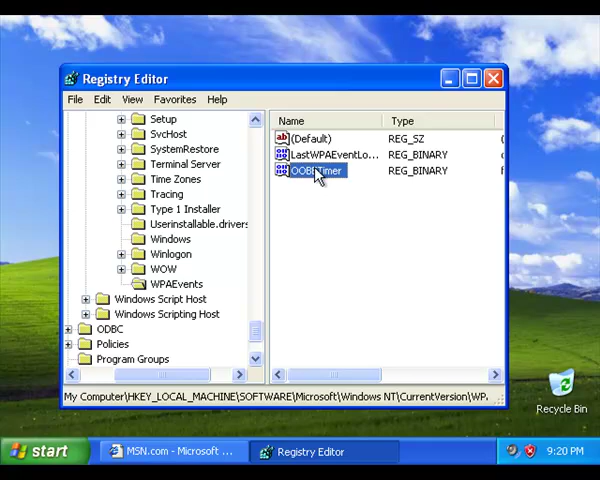 Registry Editor
File Edit View Favorites Help
Setup
SvcHost
SystemRestore
Terminal Server
Time Zones
Tracing
Type 1 Installer
Userinstallable.drivers
Windows
Winlogon
WOW
WPAEvents
Windows Script Host
Windows Scripting Host
ODBC
Policies
Program Groups
Name Type
(Default) REG_SZ
LastWPAEventLo... REG_BINARY
OOBETimer REG_BINARY
My Computer\HKEY_LOCAL_MACHINE\SOFTWARE\Microsoft\Windows NT\CurrentVersion\WP
Recycle Bin
start
MSN.com - Microsoft ...
Registry Editor
9:20 PM